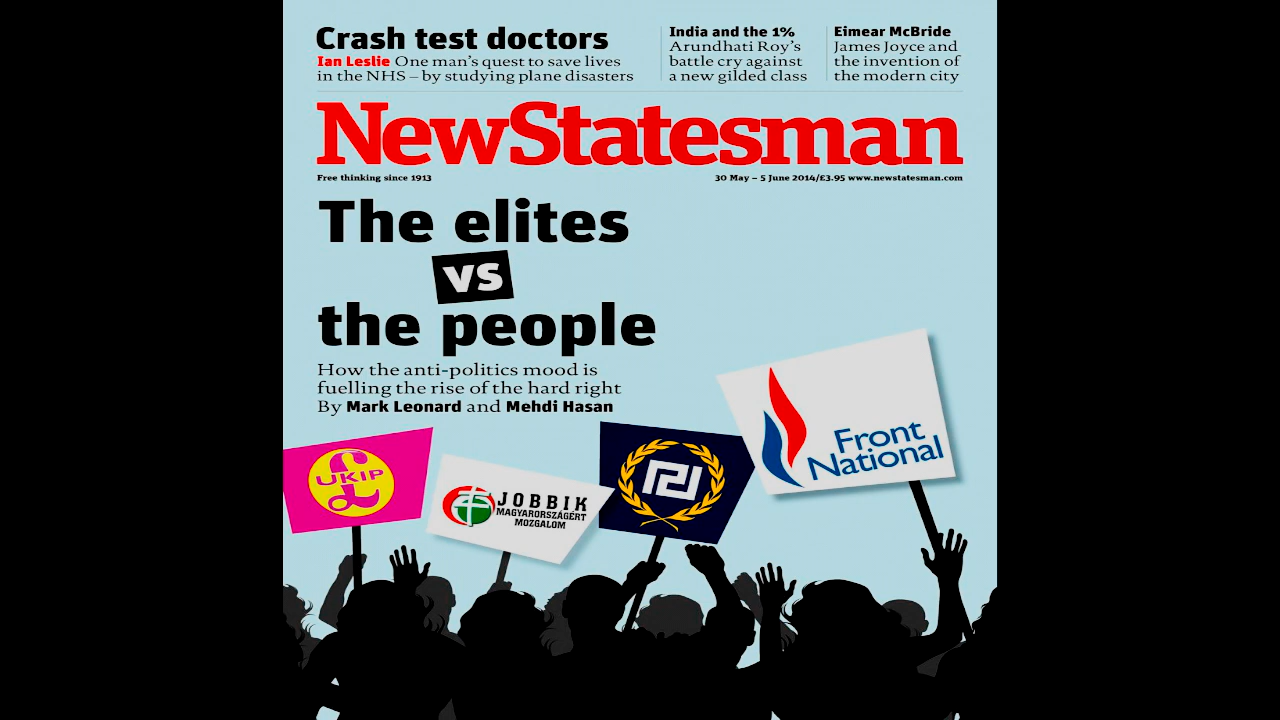 Crash test doctors
Ian Leslie One man's quest to save lives
in the NHS – by studying plane disasters
India and the 1%
Arundhati Roy's
battle cry against
a new gilded class
Eimear McBride
James Joyce and
the invention of
the modern city
NewStatesman
Free thinking since 1913
30 May – 5 June 2014/£3.95 www.newstatesman.com
The elites
vs
the people
How the anti-politics mood is
fuelling the rise of the hard right
By Mark Leonard and Mehdi Hasan
£
UKIP
JOBBIK
MAGYARORSZÁGÉRT
MOZGALOM
Front
National